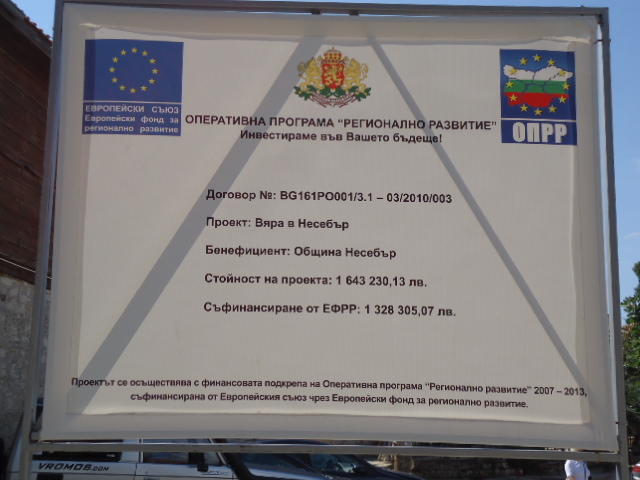 ЕВРОПЕЙСКИ СЪЮЗ
Европейски фонд за
регионално развитие
ОПРР
ОПЕРАТИВНА ПРОГРАМА "РЕГИОНАЛНО РАЗВИТИЕ"
Инвестираме във Вашето бъдеще!
Договор №: BG161PO001/3.1 – 03/2010/003
Проект: Вяра в Несебър
Бенефициент: Община Несебър
Стойност на проекта: 1 643 230,13 лв.
Съфинансиране от ЕФРР: 1 328 305,07 лв.
Проектът се осъществява с финансовата подкрепа на Оперативна програма "Регионално развитие" 2007 – 2013,
съфинансирана от Европейския съюз чрез Европейски фонд за регионално развитие.
VROMOS.COM